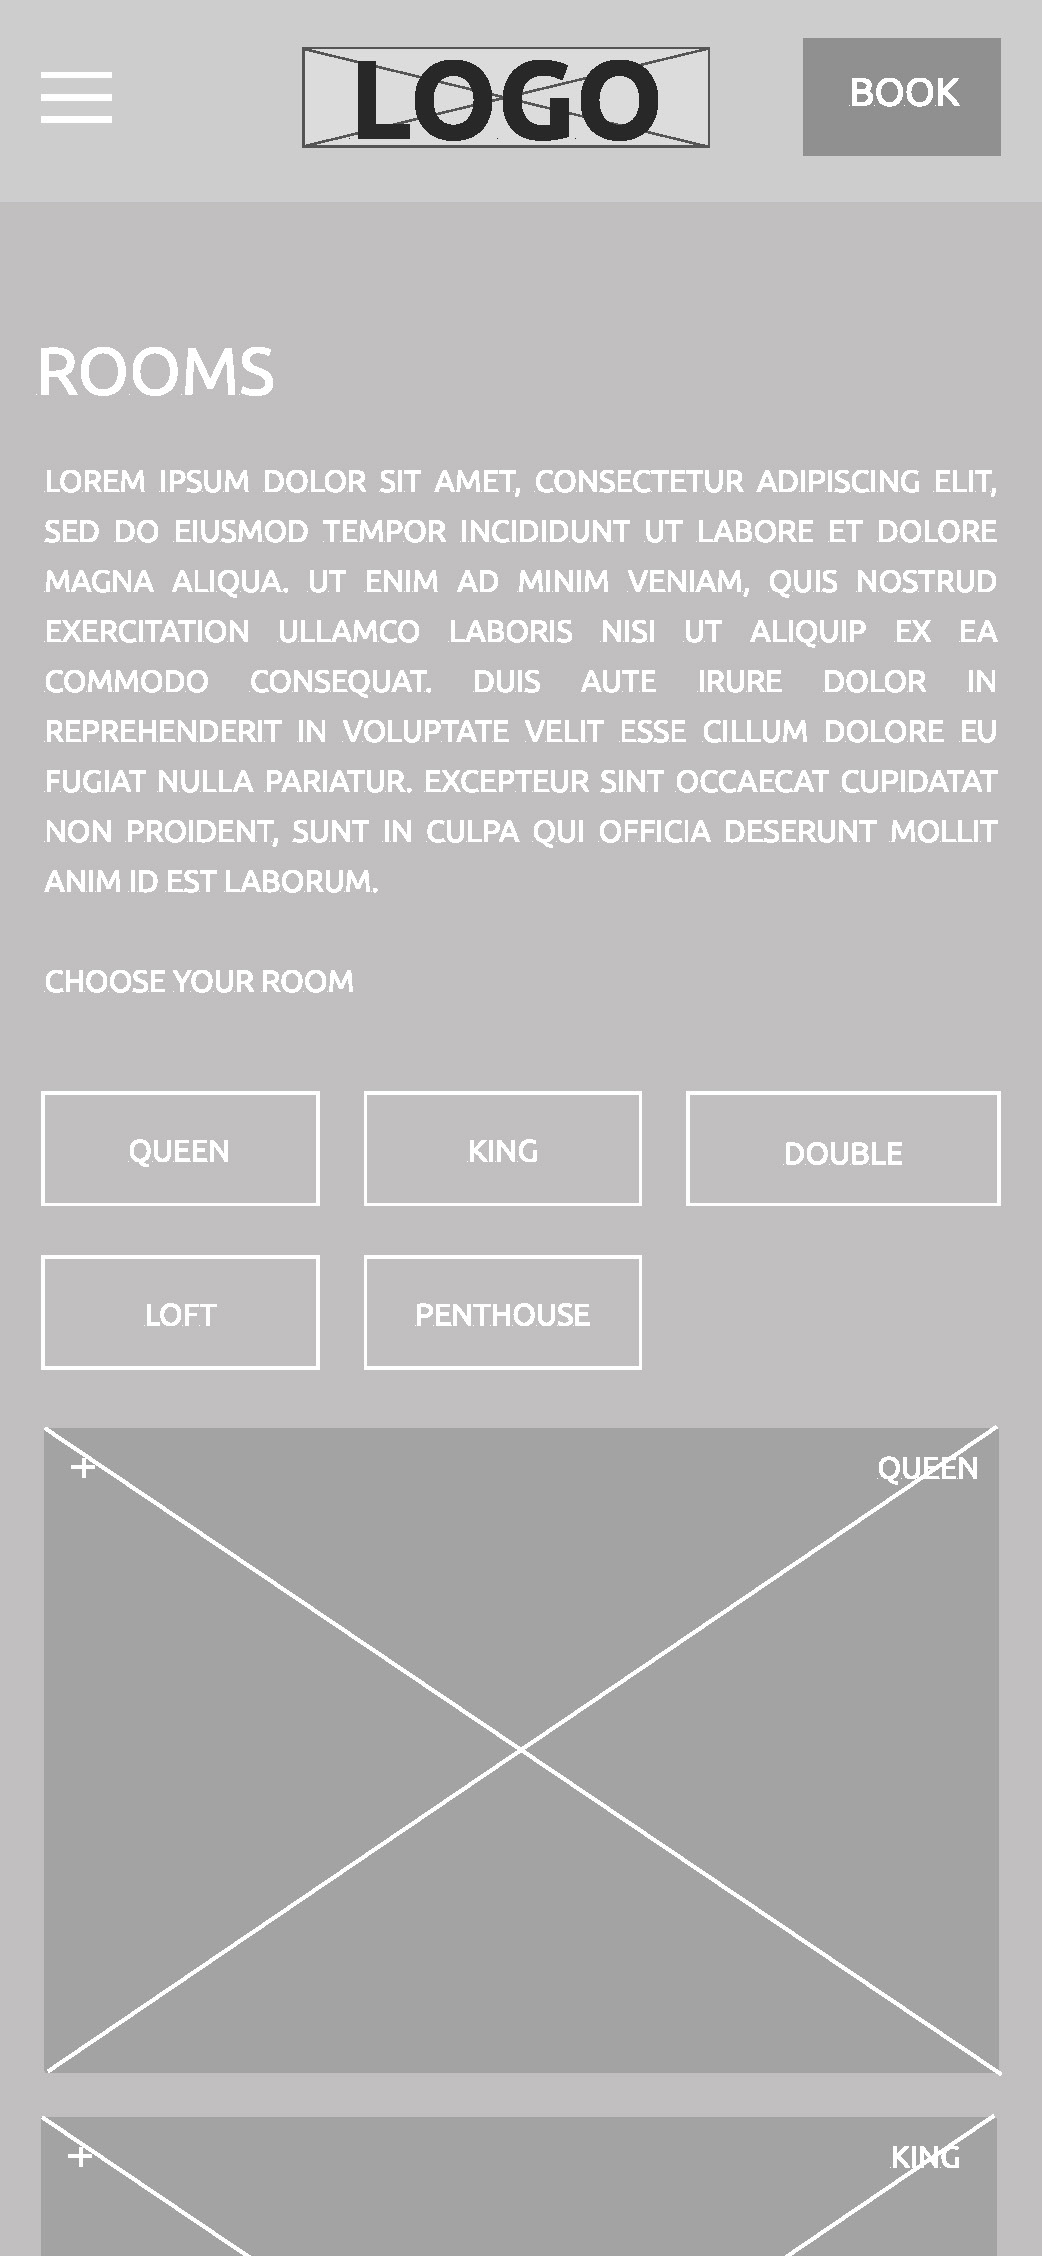 LOGO
BOOK
ROOMS
LOREM IPSUM DOLOR SIT AMET, CONSECTETUR ADIPISCING ELIT,
SED DO EIUSMOD TEMPOR INCIDIDUNT UT LABORE ET DOLORE
MAGNA ALIQUA. UT ENIM AD MINIM VENIAM, QUIS NOSTRUD
EXERCITATION ULLAMCO LABORIS NISI UT ALIQUIP EX EA
COMMODO CONSEQUAT. DUIS AUTE IRURE DOLOR IN
REPREHENDERIT IN VOLUPTATE VELIT ESSE CILLUM DOLORE EU
FUGIAT NULLA PARIATUR. EXCEPTEUR SINT OCCAECAT CUPIDATAT
NON PROIDENT, SUNT IN CULPA QUI OFFICIA DESERUNT MOLLIT
ANIM ID EST LABORUM.
CHOOSE YOUR ROOM
QUEEN
KING
DOUBLE
LOFT
PENTHOUSE
+ QUEEN
+ KING